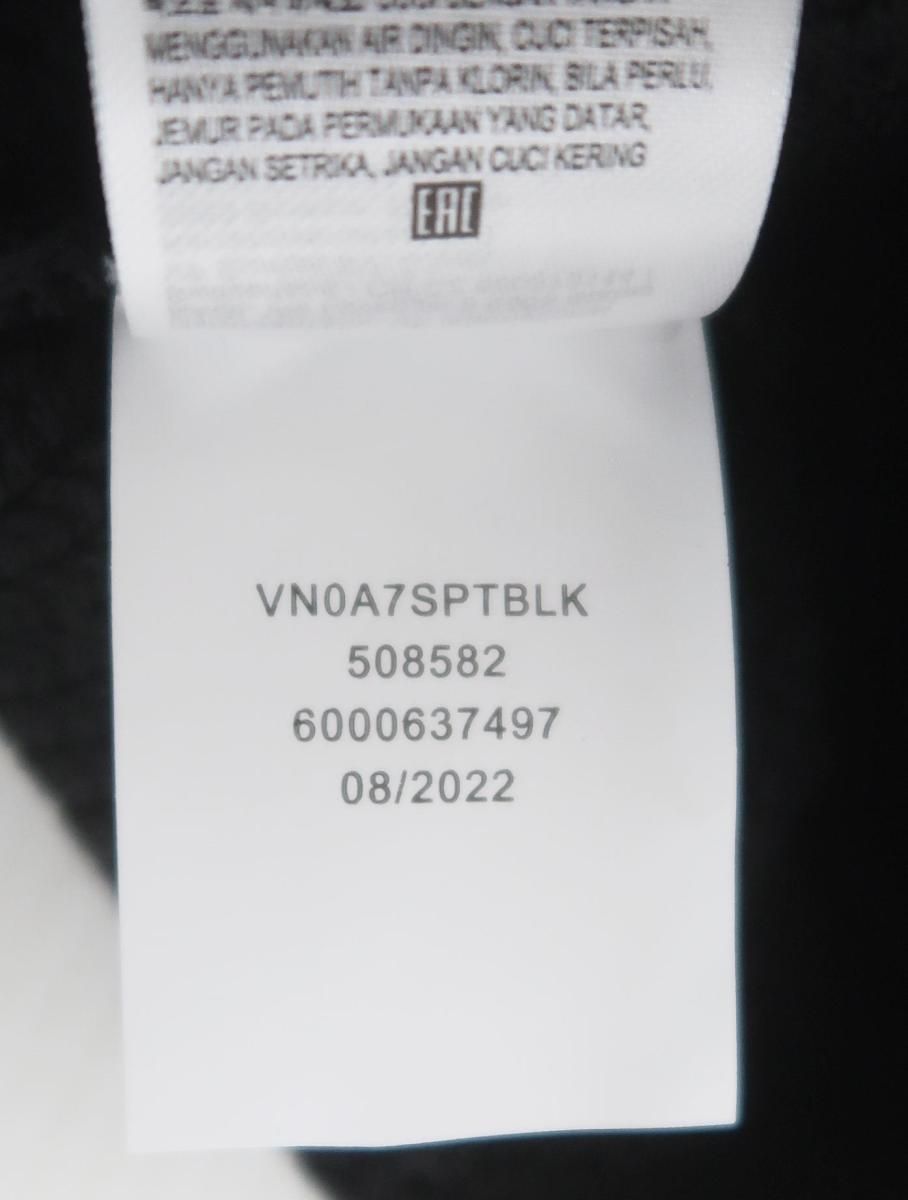 MENGGUNAKAN AIR DINGIN, CUCI TERPISAH,
HANYA PEMUTIH TANPA KLORIN, BILA PERLU,
JEMUR PADA PERMUKAAN YANG DATAR,
JANGAN SETRIKA, JANGAN CUCI KERING
EAC
VN0A7SPTBLK
508582
6000637497
08/2022